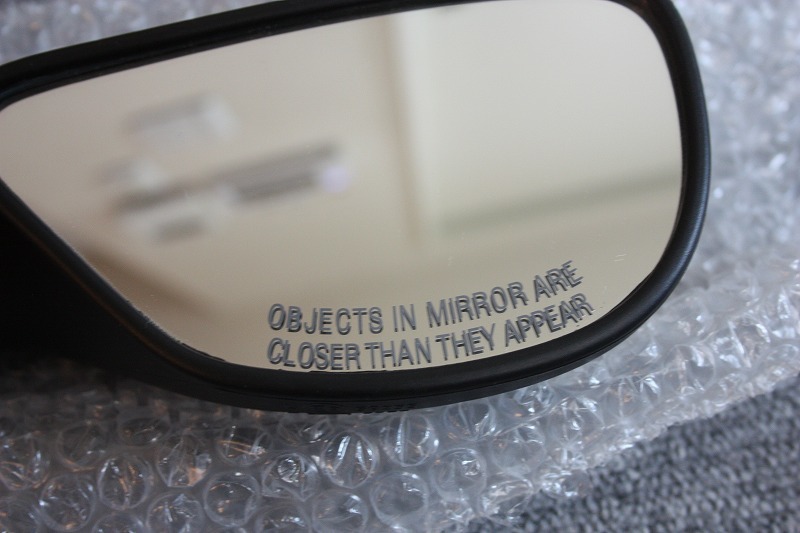 OBJECTS IN MIRROR ARE
CLOSER THAN THEY APPEAR